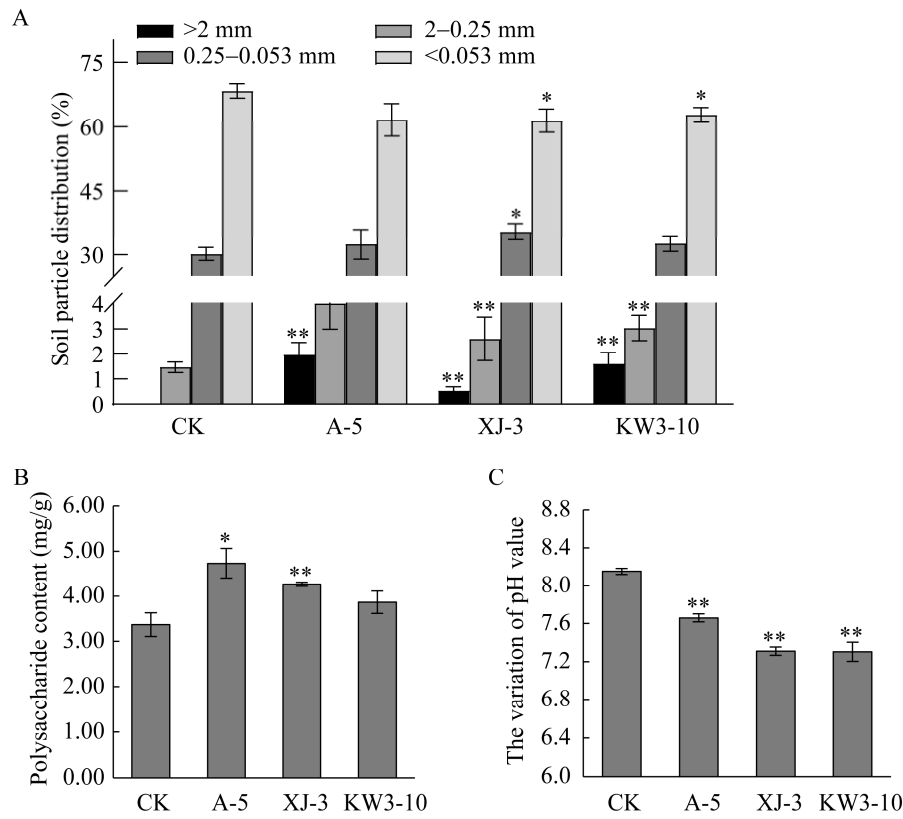 A
>2 mm
2–0.25 mm
0.25–0.053 mm
<0.053 mm
Soil particle distribution (%)
75
60
45
30
4
3
2
1
0
**
**
**
*
*
**
**
*
CK
A-5
XJ-3
KW3-10
B
Polysaccharide content (mg/g)
6.00
5.00
4.00
3.00
2.00
1.00
0.00
*
**
CK
A-5
XJ-3
KW3-10
C
The variation of pH value
8.8
8.4
8.0
7.6
7.2
6.8
6.4
6.0
**
**
**
CK
A-5
XJ-3
KW3-10